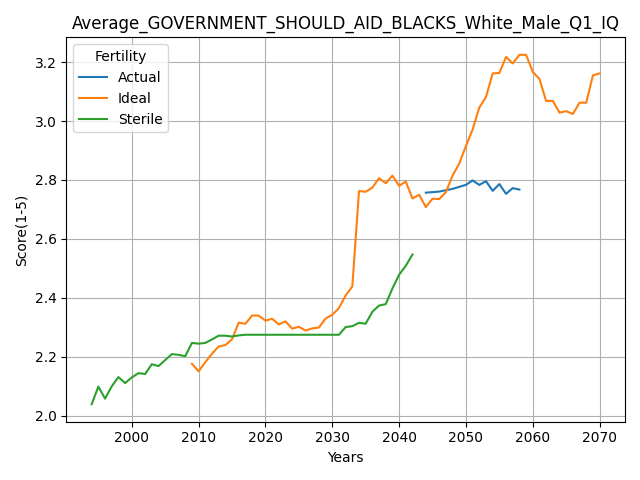 Average_GOVERNMENT_SHOULD_AID_BLACKS_White_Male_Q1_IQ
Fertility
Actual
Ideal
Sterile
Score(1-5)
3.2
3.0
2.8
2.6
2.4
2.2
2.0
2000 2010 2020 2030 2040 2050 2060 2070
Years